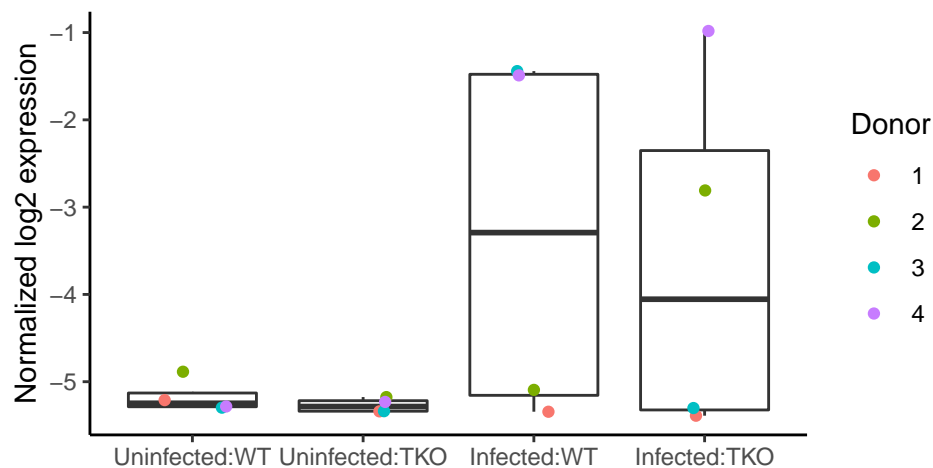 Normalized log2 expression
−1
−2
−3
−4
−5
Uninfected:WT
Uninfected:TKO
Infected:WT
Infected:TKO
Donor
1
2
3
4